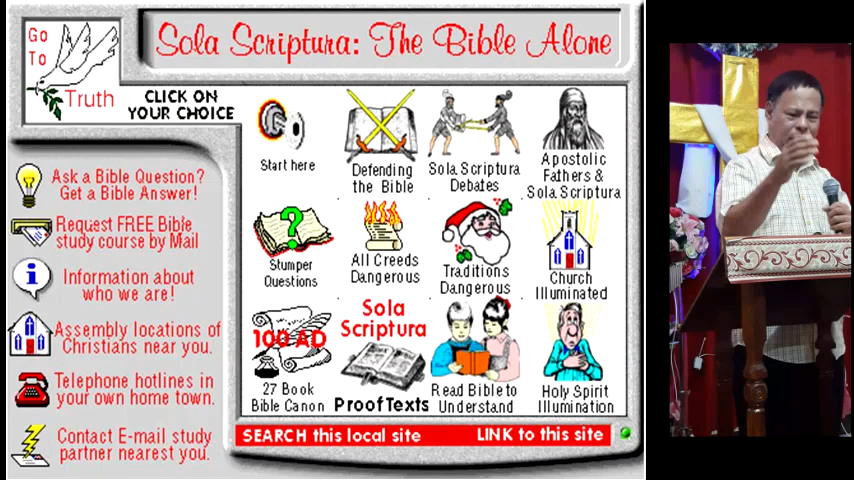 Go
To
Truth
Sola Scriptura: The Bible Alone
CLICK ON
YOUR CHOICE
Start here
Defending
the Bible
Sola Scriptura
Debates
Apostolic
Fathers &
Sola Scriptura
Ask a Bible Question?
Get a Bible Answer!
Request FREE Bible
study course by Mail
Information about
who we are!
Assembly locations of
Christians near you.
Telephone hotlines in
your own home town.
Contact E-mail study
partner nearest you.
Stumper
Questions
All Creeds
Dangerous
Traditions
Dangerous
Church
Illuminated
100 AD
27 Book
Bible Canon
Sola
Scriptura
Proof Texts
Read Bible to
Understand
Holy Spirit
Illumination
SEARCH this local site
LINK to this site